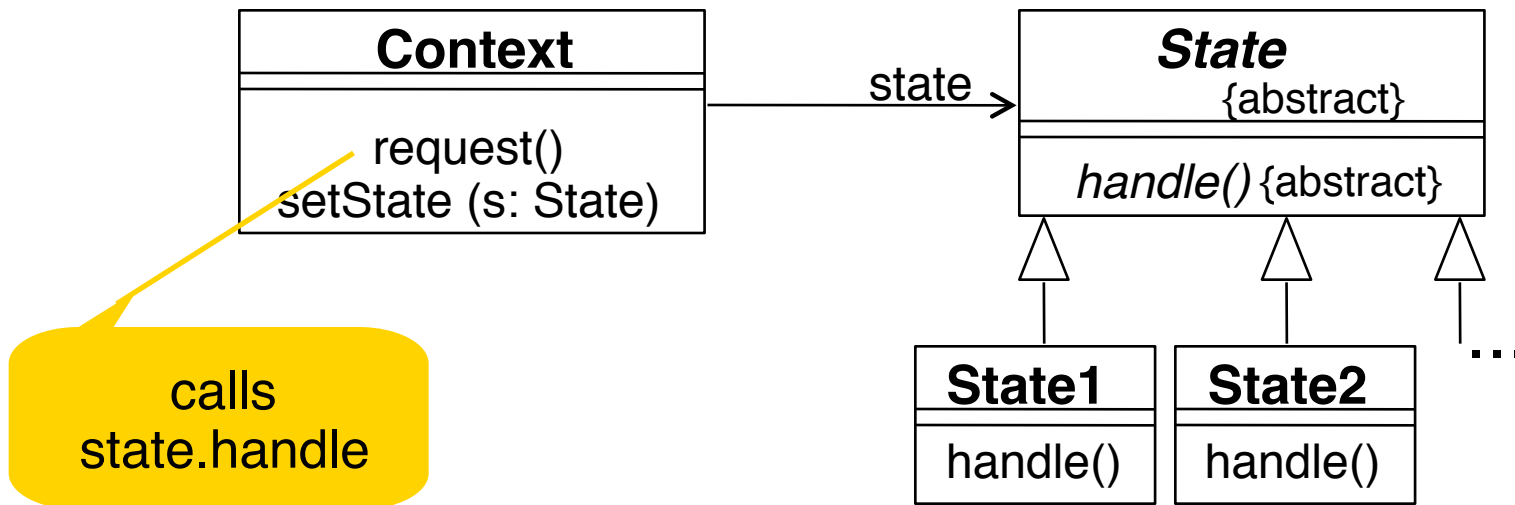 Context
request()
setState (s: State)
state
State
{abstract}
handle() {abstract}
calls
state.handle
State1
handle()
State2
handle()
...